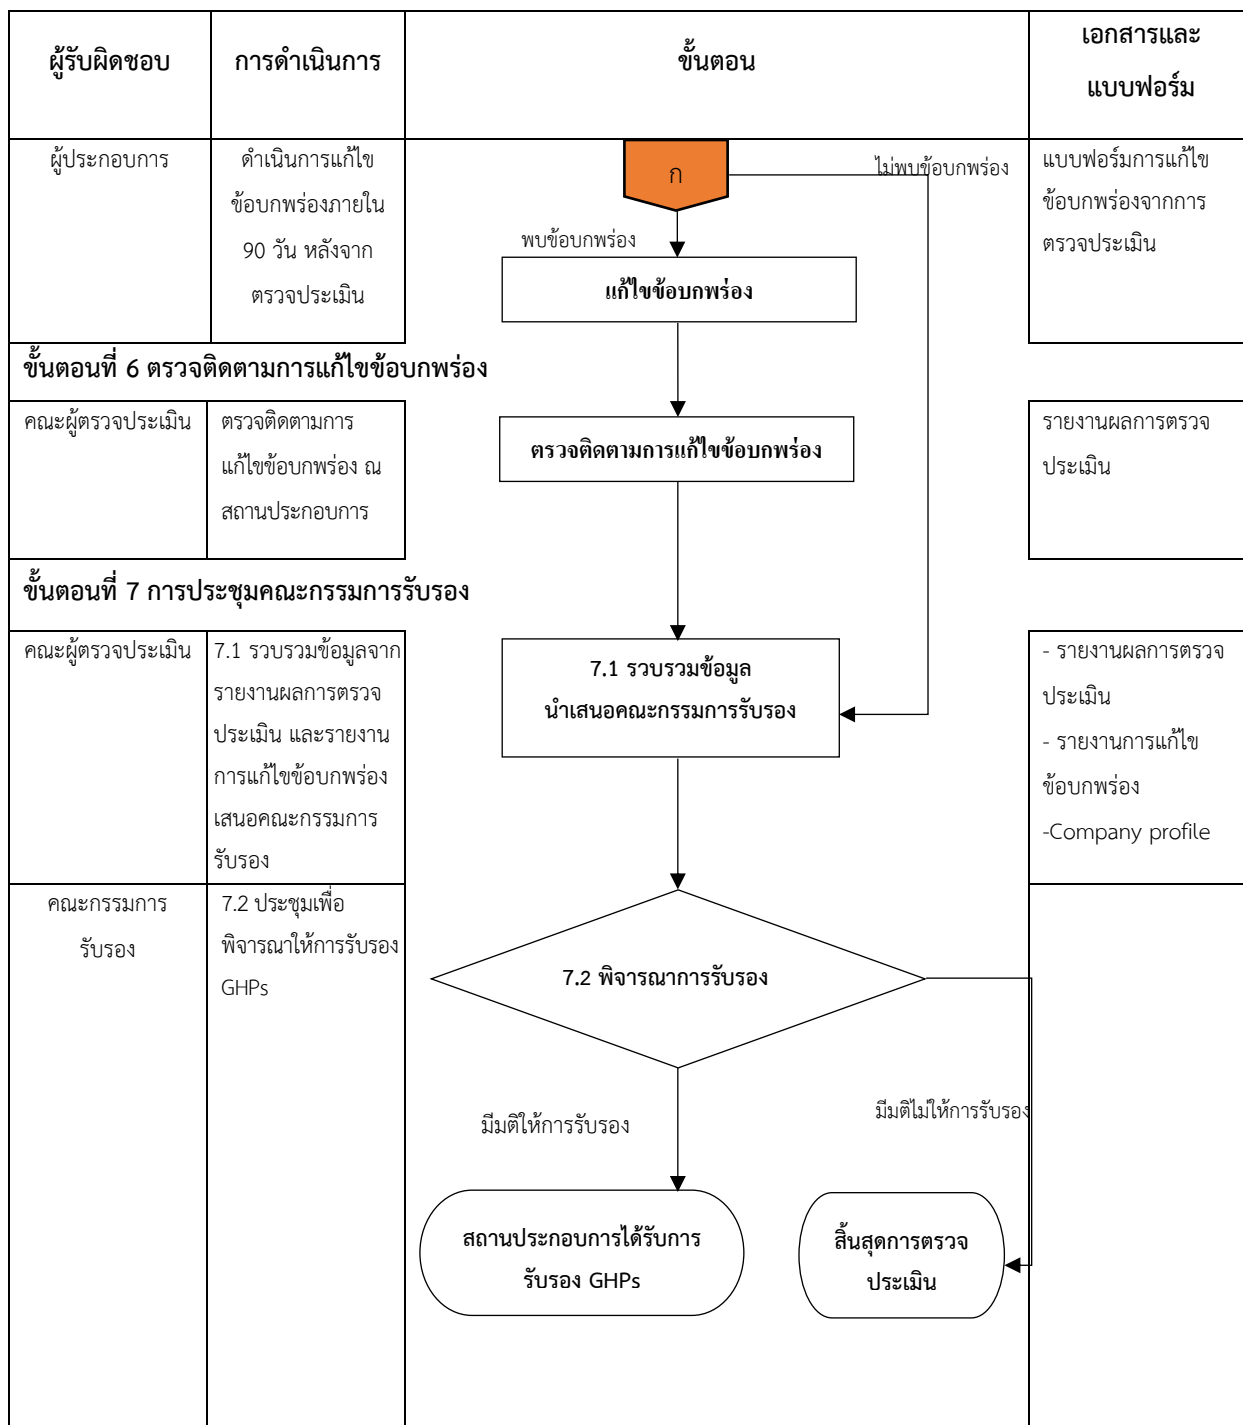 ผู้รับผิดชอบ
การดำเนินการ
ขั้นตอน
เอกสารและ
แบบฟอร์ม
ผู้ประกอบการ
ดำเนินการแก้ไข
ข้อบกพร่องภายใน
90 วัน หลังจาก
ตรวจประเมิน
ก
ไม่พบข้อบกพร่อง
พบข้อบกพร่อง
แก้ไขข้อบกพร่อง
แบบฟอร์มการแก้ไข
ข้อบกพร่องจากการ
ตรวจประเมิน
ขั้นตอนที่ 6 ตรวจติดตามการแก้ไขข้อบกพร่อง
คณะผู้ตรวจประเมิน
ตรวจติดตามการ
แก้ไขข้อบกพร่อง ณ
สถานประกอบการ
ตรวจติดตามการแก้ไขข้อบกพร่อง
รายงานผลการตรวจ
ประเมิน
ขั้นตอนที่ 7 การประชุมคณะกรรมการรับรอง
คณะผู้ตรวจประเมิน
7.1 รวบรวมข้อมูลจาก
รายงานผลการตรวจ
ประเมิน และรายงาน
การแก้ไขข้อบกพร่อง
เสนอคณะกรรมการ
รับรอง
7.1 รวบรวมข้อมูล
นำเสนอคณะกรรมการรับรอง
- รายงานผลการตรวจ
ประเมิน
- รายงานการแก้ไข
ข้อบกพร่อง
-Company profile
คณะกรรมการ
รับรอง
7.2 ประชุมเพื่อ
พิจารณาให้การรับรอง
GHPs
7.2 พิจารณาการรับรอง
มีมติให้การรับรอง
มีมติไม่ให้การรับรอง
สถานประกอบการได้รับการ
รับรอง GHPs
สิ้นสุดการตรวจ
ประเมิน